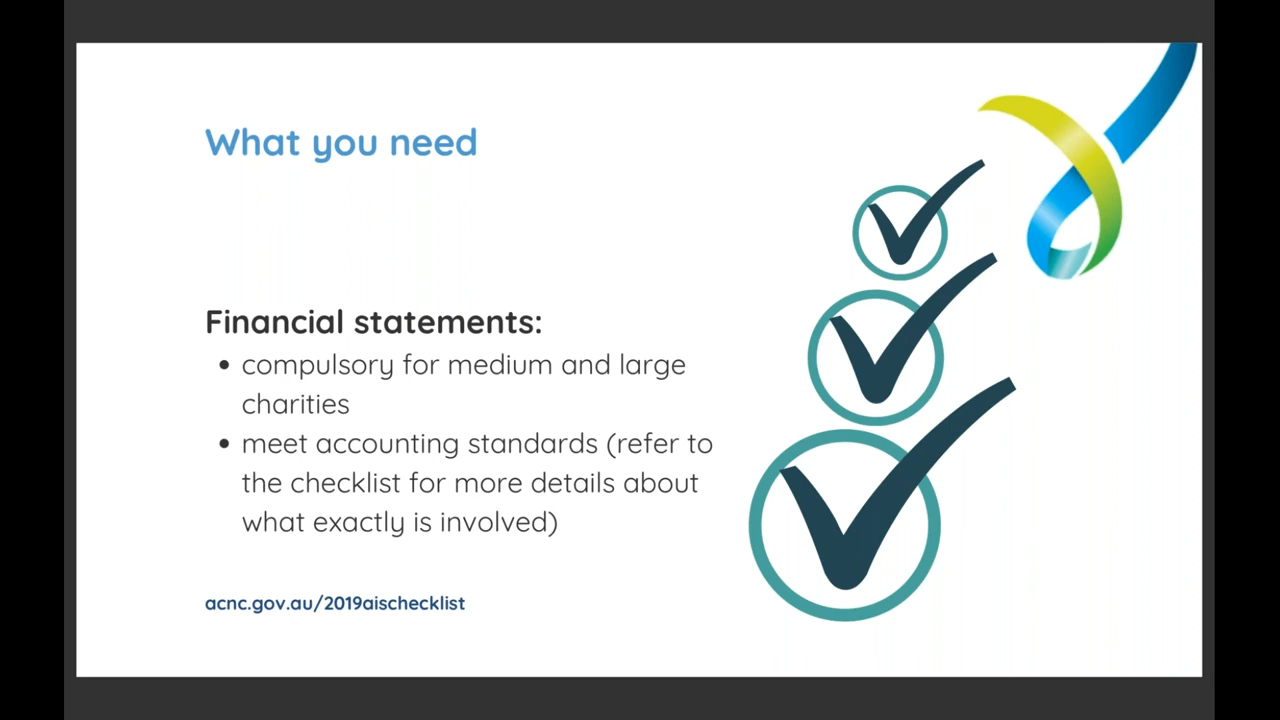 What you need
Financial statements:
• compulsory for medium and large
charities
• meet accounting standards (refer to
the checklist for more details about
what exactly is involved)
acnc.gov.au/2019aischecklist